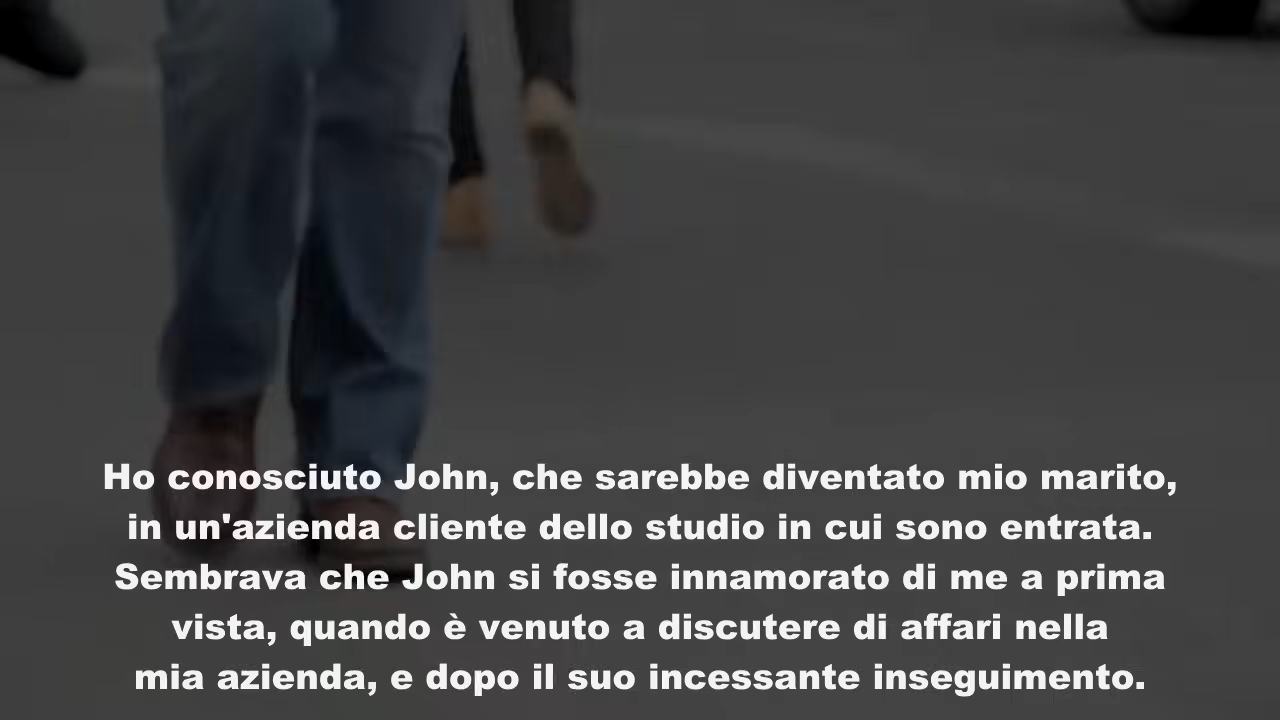 Ho conosciuto John, che sarebbe diventato mio marito,
in un'azienda cliente dello studio in cui sono entrata.
Sembrava che John si fosse innamorato di me a prima
vista, quando è venuto a discutere di affari nella
mia azienda, e dopo il suo incessante inseguimento.